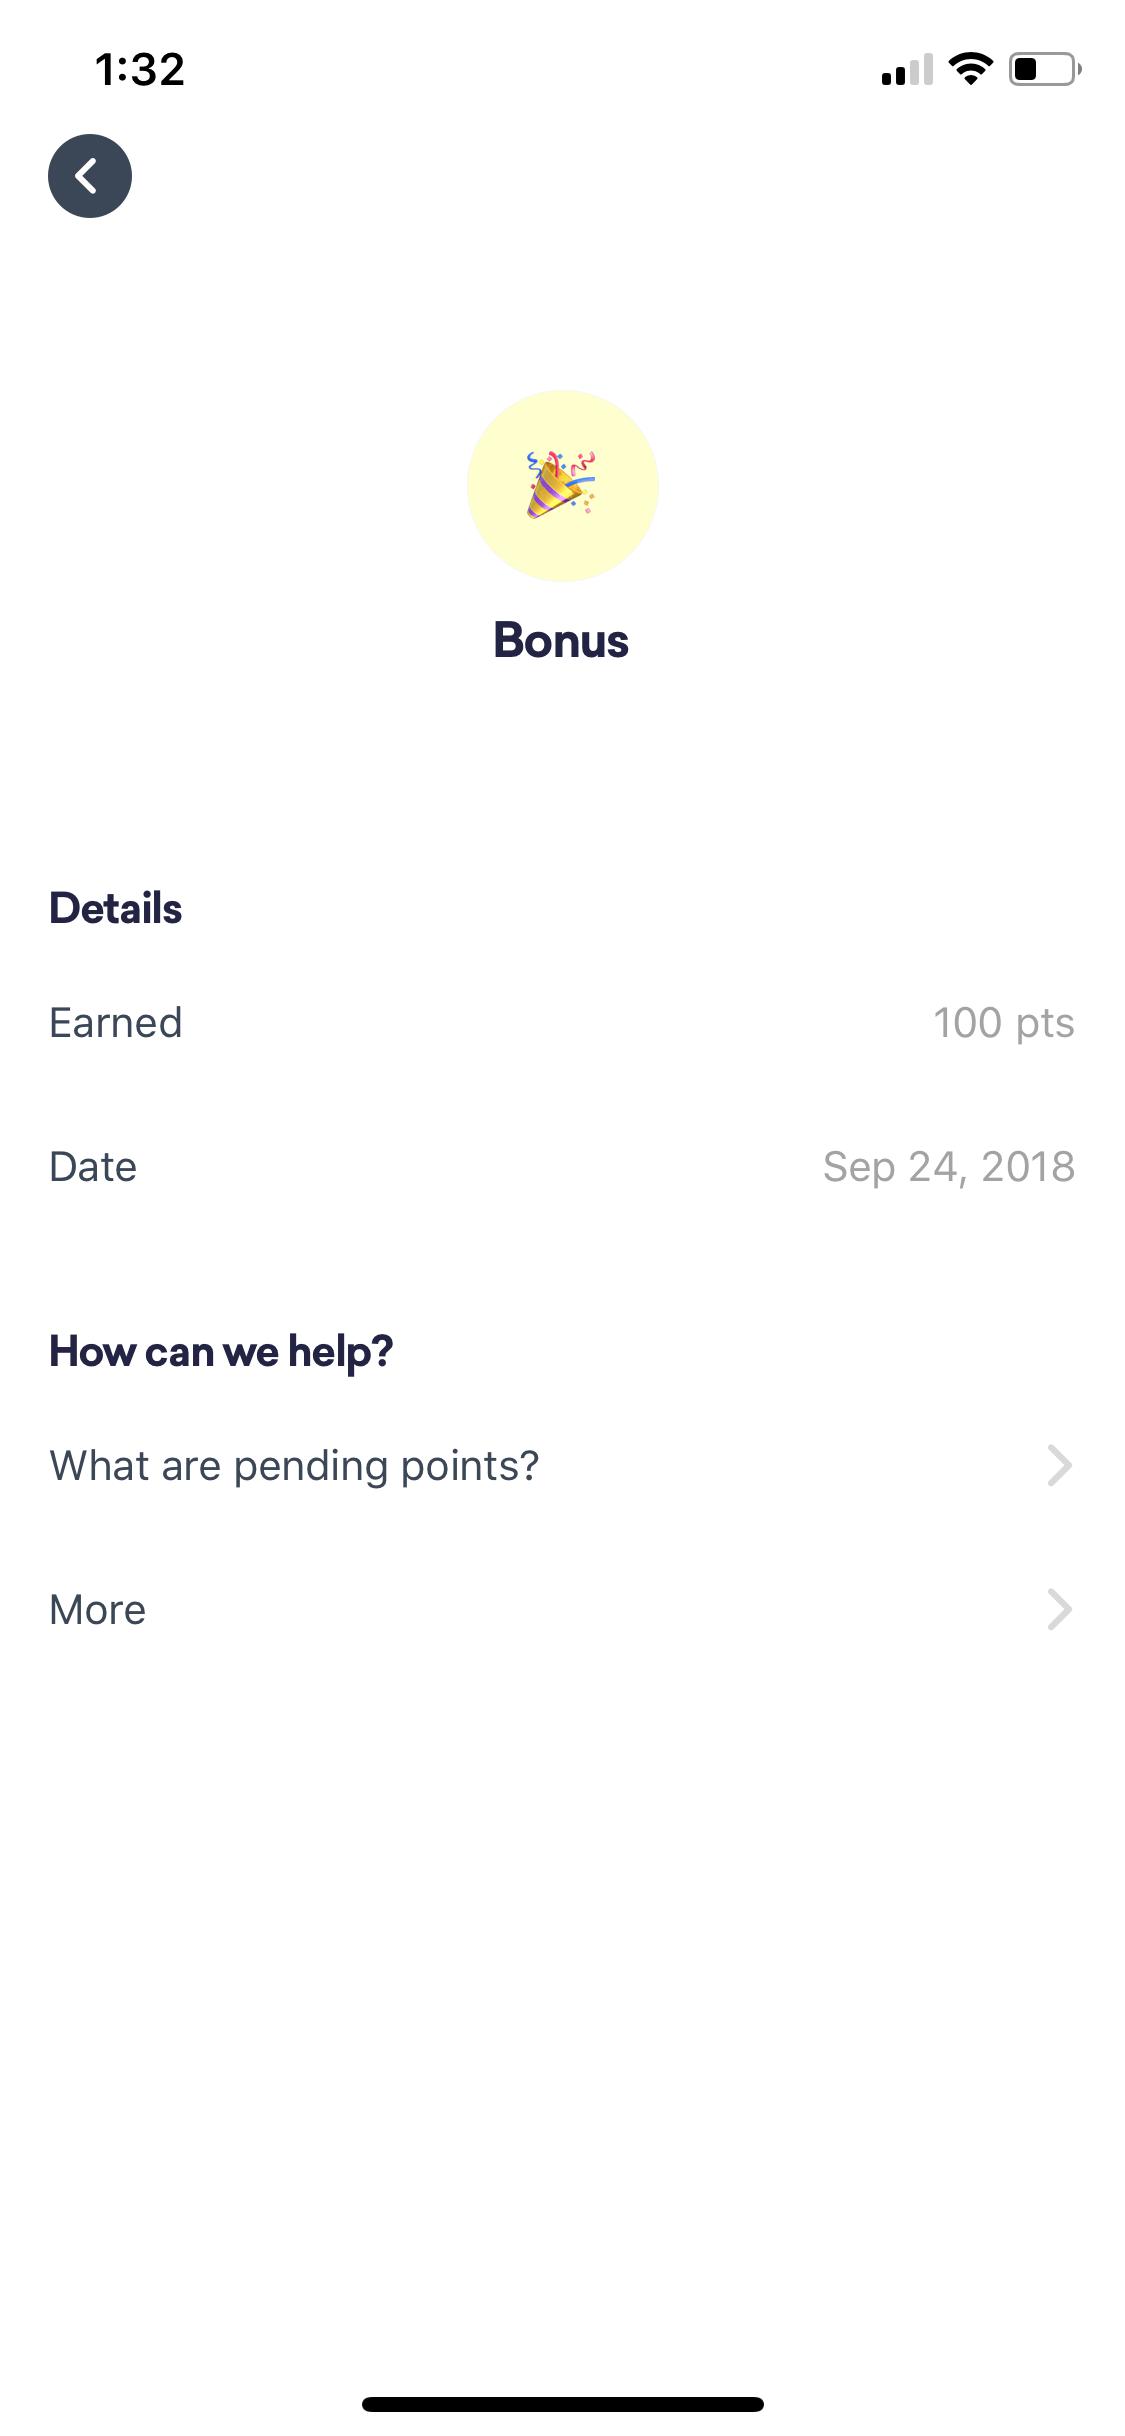 1:32
Bonus
Details
Earned 100 pts
Date Sep 24, 2018
How can we help?
What are pending points?
More